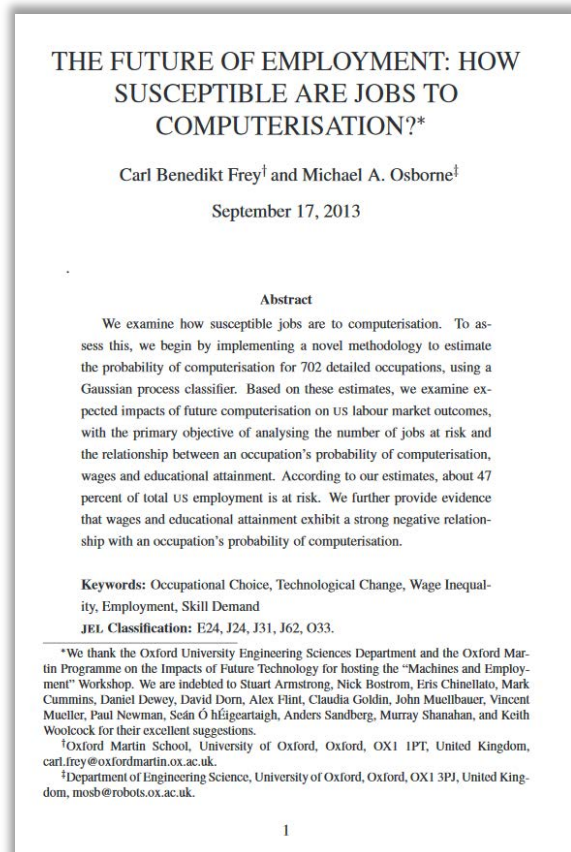 THE FUTURE OF EMPLOYMENT: HOW
SUSCEPTIBLE ARE JOBS TO
COMPUTERISATION?*
Carl Benedikt Frey† and Michael A. Osborne‡
September 17, 2013
.
Abstract
We examine how susceptible jobs are to computerisation. To as-
sess this, we begin by implementing a novel methodology to estimate
the probability of computerisation for 702 detailed occupations, using a
Gaussian process classifier. Based on these estimates, we examine ex-
pected impacts of future computerisation on US labour market outcomes,
with the primary objective of analysing the number of jobs at risk and
the relationship between an occupation's probability of computerisation,
wages and educational attainment. According to our estimates, about 47
percent of total US employment is at risk. We further provide evidence
that wages and educational attainment exhibit a strong negative relation-
ship with an occupation's probability of computerisation.
Keywords: Occupational Choice, Technological Change, Wage Inequal-
ity, Employment, Skill Demand
JEL Classification: E24, J24, J31, J62, O33.
*We thank the Oxford University Engineering Sciences Department and the Oxford Mar-
tin Programme on the Impacts of Future Technology for hosting the “Machines and Employ-
ment” Workshop. We are indebted to Stuart Armstrong, Nick Bostrom, Eris Chinellato, Mark
Cummins, Daniel Dewey, David Dorn, Alex Flint, Claudia Goldin, John Muellbauer, Vincent
Mueller, Paul Newman, Seán Ó hÉigeartaigh, Anders Sandberg, Murray Shanahan, and Keith
Woolcock for their excellent suggestions.
†Oxford Martin School, University of Oxford, Oxford, OX1 1PT, United Kingdom,
carl.frey@oxfordmartin.ox.ac.uk.
‡Department of Engineering Science, University of Oxford, Oxford, OX1 3PJ, United King-
dom, mosb@robots.ox.ac.uk.
1